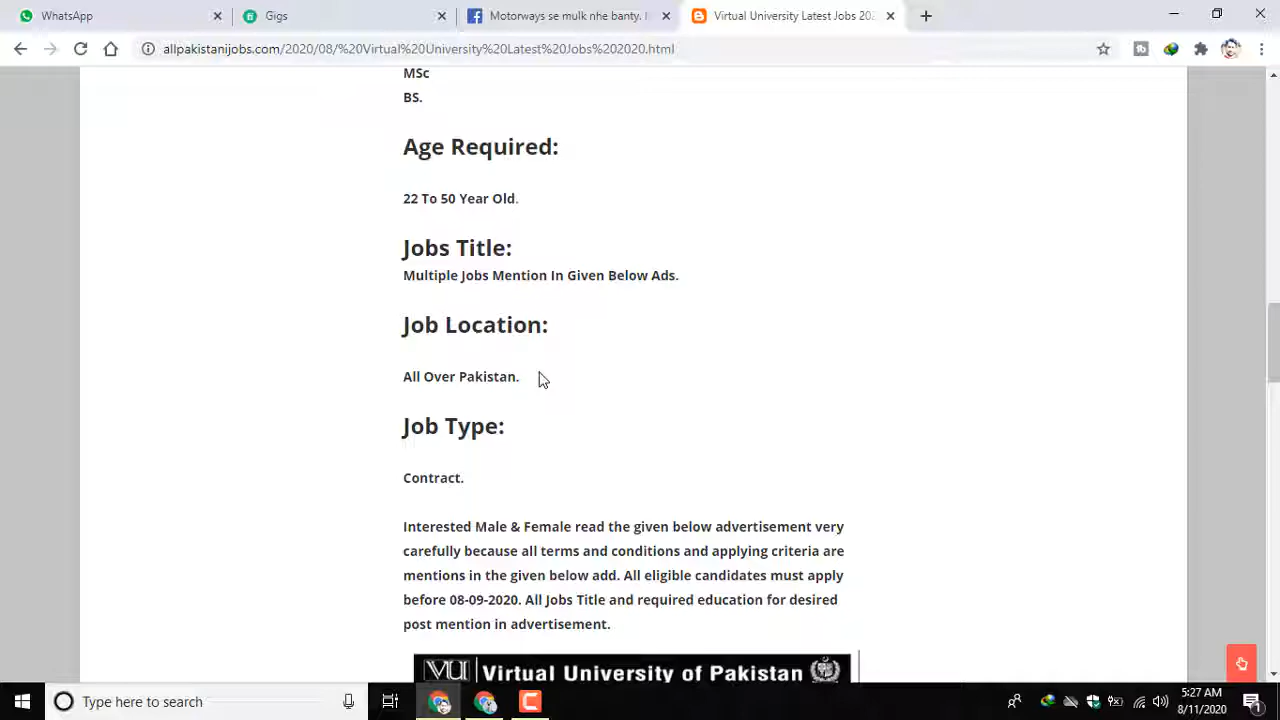 WhatsApp
Gigs
Motorways se mulk nhe banty.
Virtual University Latest Jobs 202
allpakistanijobs.com/2020/08/%20Virtual%20University%20Latest%20Jobs%202020.html
MSc
BS.
Age Required:
22 To 50 Year Old.
Jobs Title:
Multiple Jobs Mention In Given Below Ads.
Job Location:
All Over Pakistan.
Job Type:
Contract.
Interested Male & Female read the given below advertisement very
carefully because all terms and conditions and applying criteria are
mentions in the given below add. All eligible candidates must apply
before 08-09-2020. All Jobs Title and required education for desired
post mention in advertisement.
VU Virtual University of Pakistan
Type here to search
5:27 AM
8/11/2020
1